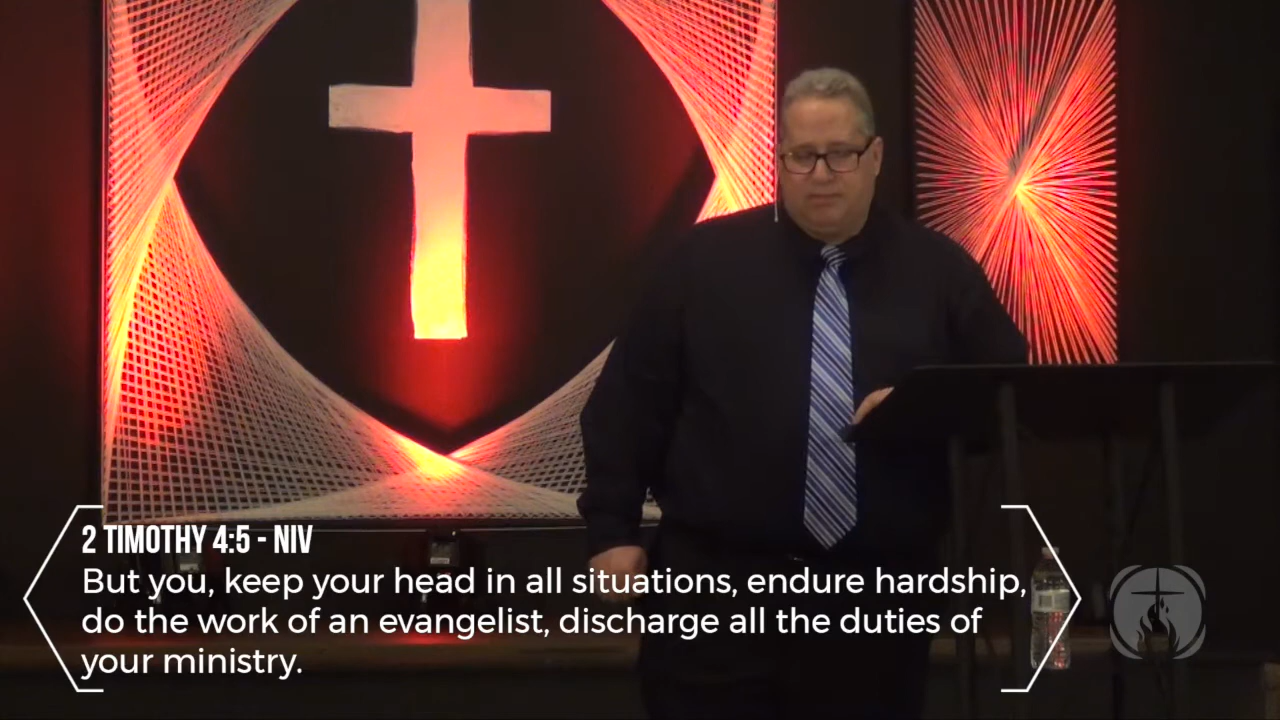 2 TIMOTHY 4:5 - NIV
But you, keep your head in all situations, endure hardship,
do the work of an evangelist, discharge all the duties of
your ministry.